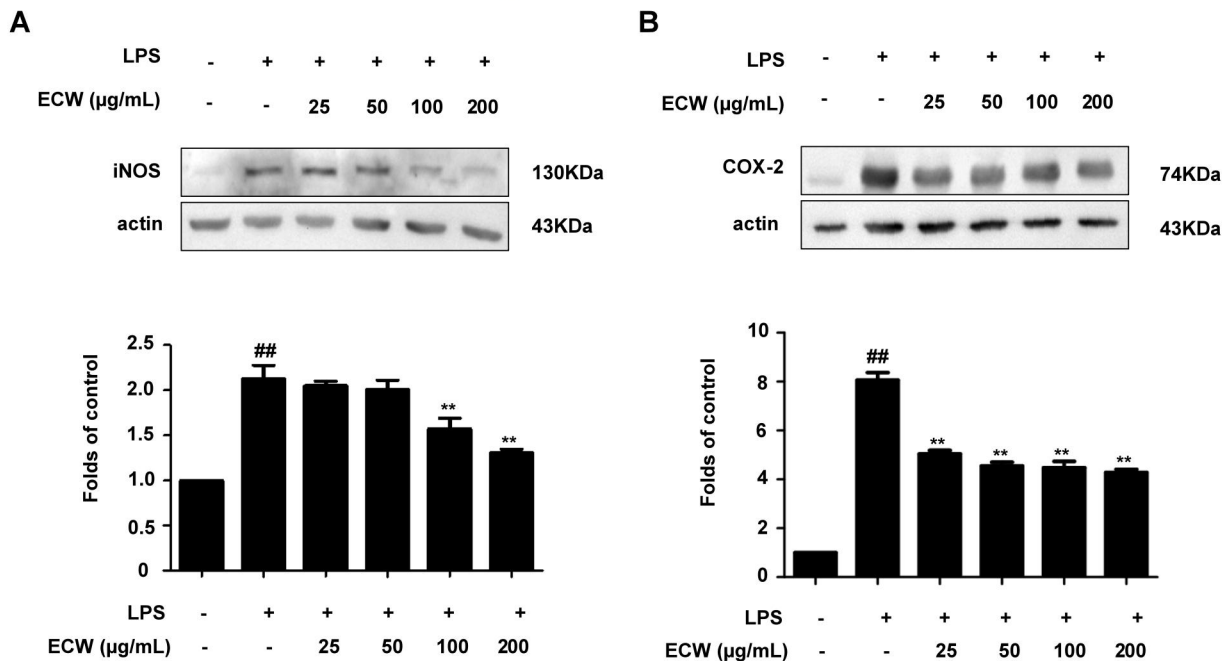 A
LPS - + + + + +
ECW (µg/mL) - - 25 50 100 200
iNOS 130KDa
actin 43KDa
Folds of control
2.5
2.0
1.5
1.0
0.5
0
##
**
**
LPS - + + + + +
ECW (µg/mL) - - 25 50 100 200
B
LPS - + + + + +
ECW (µg/mL) - - 25 50 100 200
COX-2 74KDa
actin 43KDa
Folds of control
10
8
6
4
2
0
##
**
**
**
**
LPS - + + + + +
ECW (µg/mL) - - 25 50 100 200